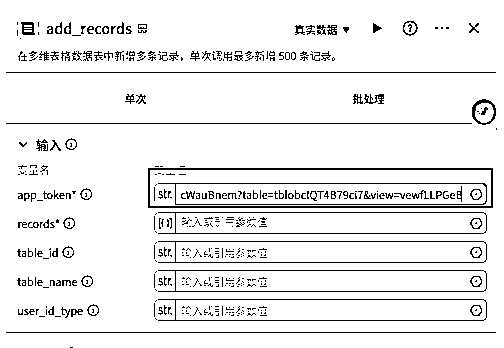 add_records 真实数据 ▼
在多维表格数据表中新增多条记录，单次调用最多新增 500 条记录。
单次 批处理
输入
变量名
app_token* str. cWauBnem?table=tblobctQT4B79ci7&view=vewf1LPGeB
records* [{}] 输入或引用参数值
table_id str. 输入或引用参数值
table_name str. 输入或引用参数值
user_id_type str. 输入或引用参数值